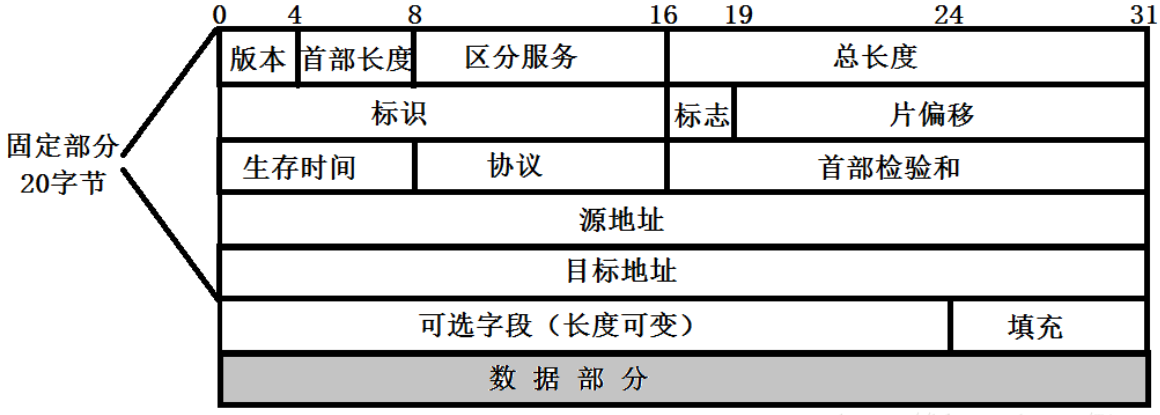 0 4 8 16 19 24 31
版本 首部长度 区分服务 总长度
标识 标志 片偏移
固定部分
20字节
生存时间 协议 首部检验和
源地址
目标地址
可选字段（长度可变） 填充
数据部分